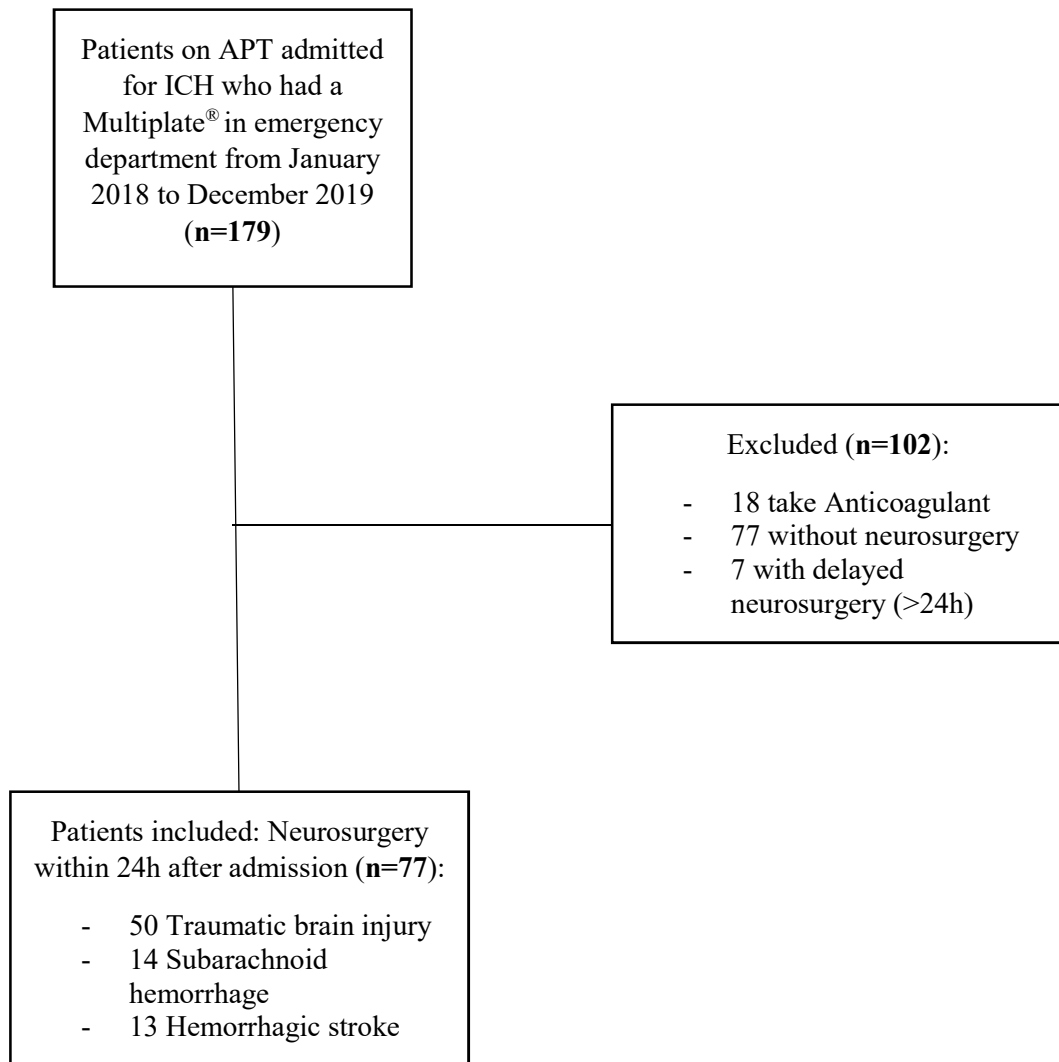 Patients on APT admitted
for ICH who had a
Multiplate® in emergency
department from January
2018 to December 2019
(n=179)
Excluded (n=102):
- 18 take Anticoagulant
- 77 without neurosurgery
- 7 with delayed
neurosurgery (>24h)
Patients included: Neurosurgery
within 24h after admission (n=77):
- 50 Traumatic brain injury
- 14 Subarachnoid
hemorrhage
- 13 Hemorrhagic stroke